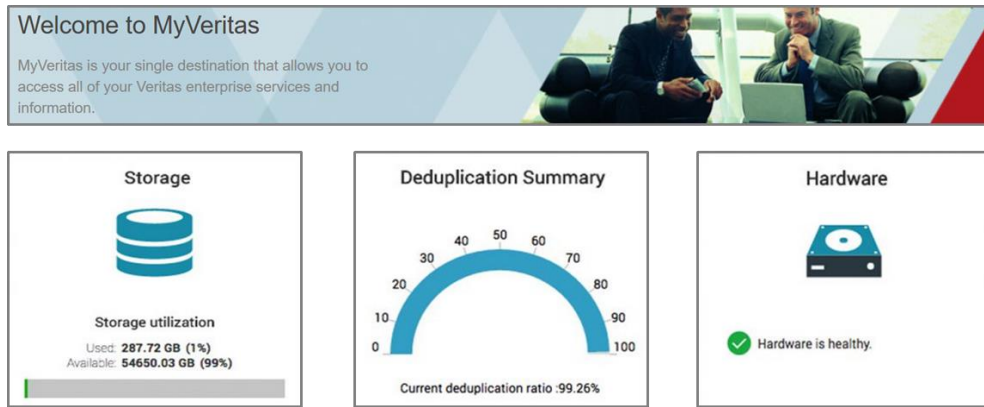 Welcome to MyVeritas
MyVeritas is your single destination that allows you to
access all of your Veritas enterprise services and
information.
Storage
Storage utilization
Used: 287.72 GB (1%)
Available: 54650.03 GB (99%)
Deduplication Summary
0
10
20
30
40
50
60
70
80
90
100
Current deduplication ratio :99.26%
Hardware
Hardware is healthy.